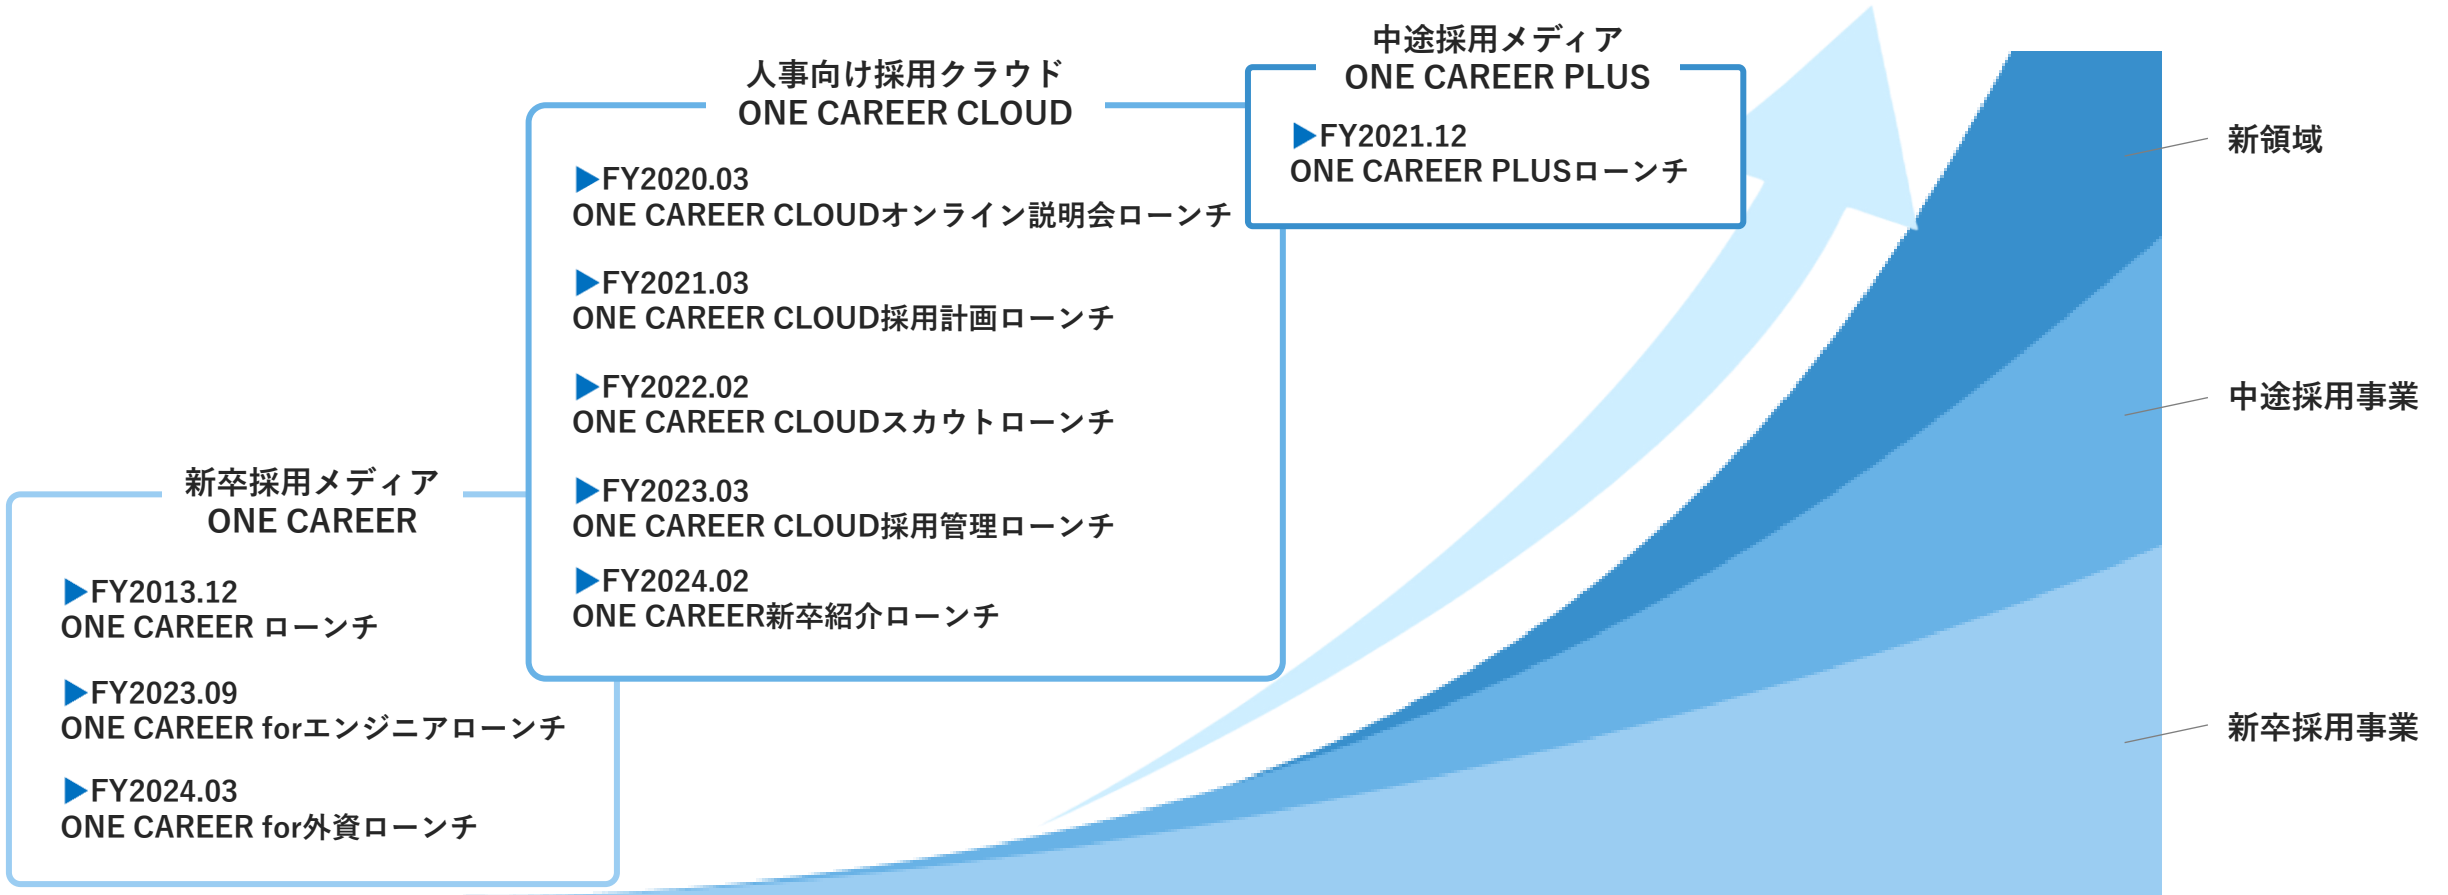 新卒採用メディア
ONE CAREER
▶FY2013.12
ONE CAREER ローンチ
▶FY2023.09
ONE CAREER forエンジニアローンチ
▶FY2024.03
ONE CAREER for外資ローンチ
人事向け採用クラウド
ONE CAREER CLOUD
▶FY2020.03
ONE CAREER CLOUDオンライン説明会ローンチ
▶FY2021.03
ONE CAREER CLOUD採用計画ローンチ
▶FY2022.02
ONE CAREER CLOUDスカウトローンチ
▶FY2023.03
ONE CAREER CLOUD採用管理ローンチ
▶FY2024.02
ONE CAREER新卒紹介ローンチ
中途採用メディア
ONE CAREER PLUS
▶FY2021.12
ONE CAREER PLUSローンチ
新領域
中途採用事業
新卒採用事業